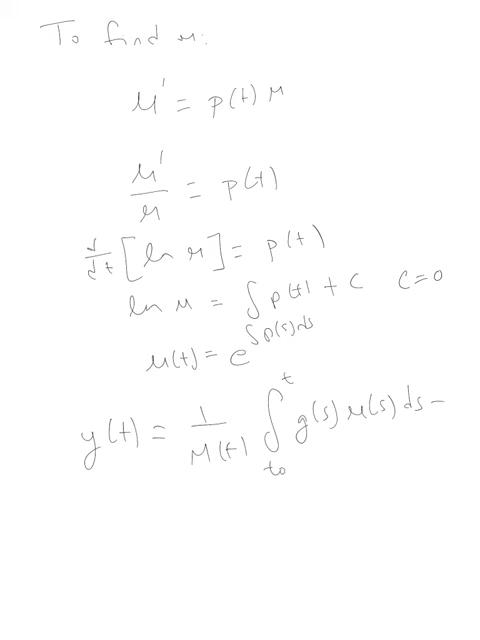 To find μ:
μ' = p(t) μ
μ'/μ = p(t)
d/dt [ln μ] = p(t)
ln μ = ∫ p(t) + c   c=0
μ(t) = e^{∫p(s)ds}
y(t) = 1/μ(t) ∫_{t0}^{t} g(s) μ(s) ds –